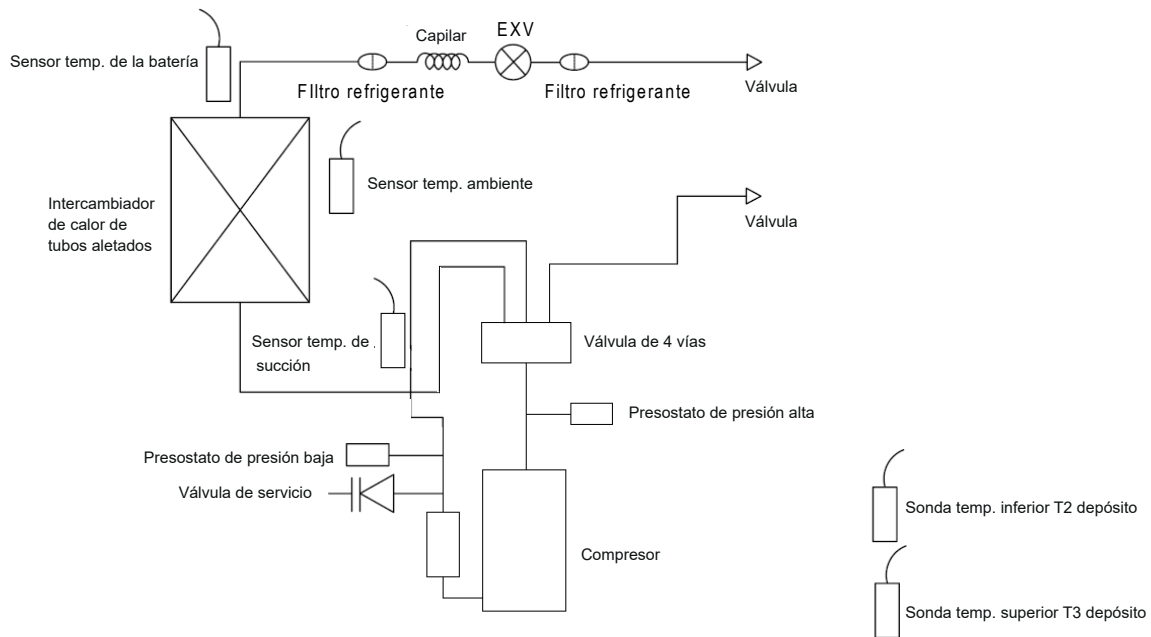 Capilar
EXV
Sensor temp. de la batería
FIltro refrigerante
Filtro refrigerante
Válvula
Sensor temp. ambiente
Intercambiador
de calor de
tubos aletados
Válvula
Sensor temp. de
succión
Válvula de 4 vías
Presostato de presión alta
Presostato de presión baja
Válvula de servicio
Sonda temp. inferior T2 depósito
Compresor
Sonda temp. superior T3 depósito